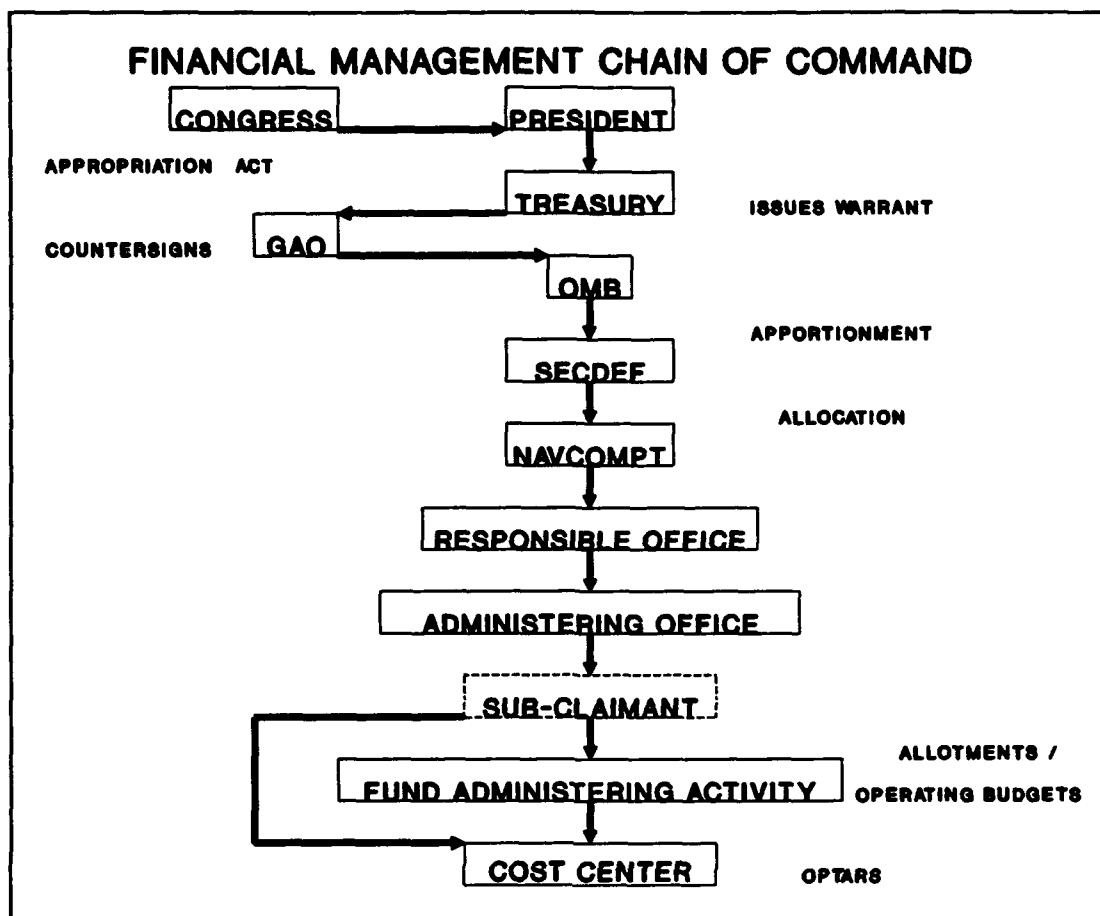 FINANCIAL MANAGEMENT CHAIN OF COMMAND
CONGRESS PRESIDENT
APPROPRIATION ACT
TREASURY ISSUES WARRANT
COUNTERSIGNS GAO
OMB
APPORTIONMENT
SECDEF
ALLOCATION
NAVCOMPT
RESPONSIBLE OFFICE
ADMINISTERING OFFICE
SUB-CLAIMANT
ALLOTMENTS /
FUND ADMINISTERING ACTIVITY OPERATING BUDGETS
COST CENTER OPTARS